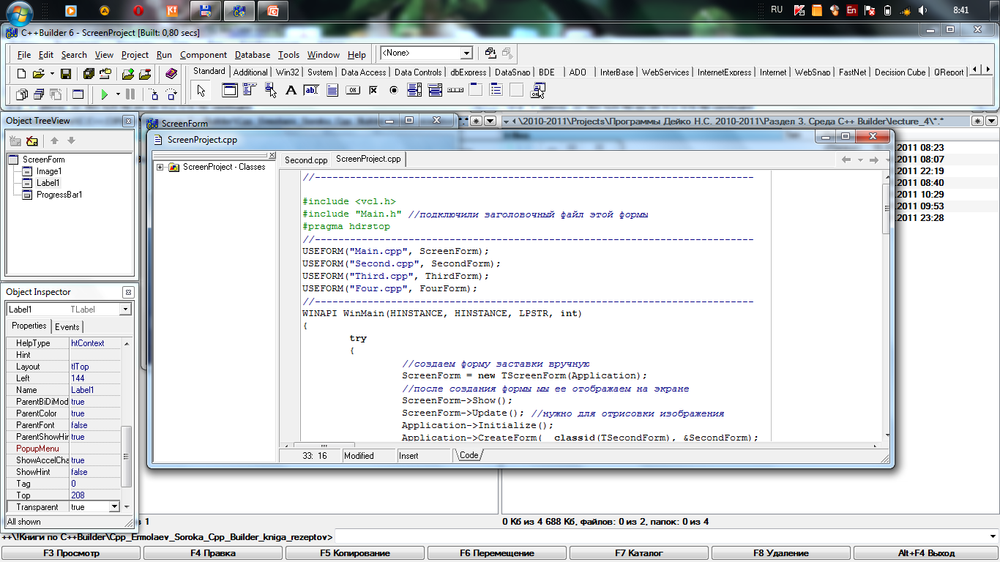 RU
En
8:41
C++Builder 6 - ScreenProject [Built: 0,80 secs]
File Edit Search View Project Run Component Database Tools Window Help
<None>
Standard Additional Win32 System Data Access Data Controls dbExpress DataSnap BDE ADO InterBase WebServices InternetExpress Internet WebSnap FastNet Decision Cube QReport
Object TreeView
ScreenForm
Image1
Label1
ProgressBar1
ScreenForm
*.*
\2010-2011\Projects\Программы Дейко Н.С. 2010-2011\Раздел 3. Среда C++ Builder\lecture_4\*.*
.2011 08:23
.2011 08:07
.2011 22:19
.2011 08:40
.2011 10:29
.2011 09:53
.2011 23:28
ScreenProject.cpp
ScreenProject - Classes
Second.cpp ScreenProject.cpp
//---------------------------------------------------------------------------
#include <vcl.h>
#include "Main.h" //подключили заголовочный файл этой формы
#pragma hdrstop
//---------------------------------------------------------------------------
USEFORM("Main.cpp", ScreenForm);
USEFORM("Second.cpp", SecondForm);
USEFORM("Third.cpp", ThirdForm);
USEFORM("Four.cpp", FourForm);
//---------------------------------------------------------------------------
WINAPI WinMain(HINSTANCE, HINSTANCE, LPSTR, int)
{
try
{
//создаем форму заставки вручную
ScreenForm = new TScreenForm(Application);
//после создания формы мы ее отображаем на экране
ScreenForm->Show();
ScreenForm->Update(); //нужно для отрисовки изображения
Application->Initialize();
Application->CreateForm(__classid(TSecondForm), &SecondForm);
33: 16 Modified Insert Code
Object Inspector
Label1 TLabel
Properties Events
HelpType htContext
Hint
Layout tlTop
Left 144
Name Label1
ParentBiDiMod true
ParentColor true
ParentFont false
ParentShowHir true
PopupMenu
ShowAccelCha true
ShowHint false
Tag 0
Top 208
Transparent true
All shown
0 Кб из 4 688 Кб, файлов: 0 из 2, папок: 0 из 4
++\!Книги по C++Builder\Cpp_Ermolaev_Soroka_Cpp_Builder_kniga_rezeptov>
F3 Просмотр F4 Правка F5 Копирование F6 Перемещение F7 Каталог F8 Удаление Alt+F4 Выход